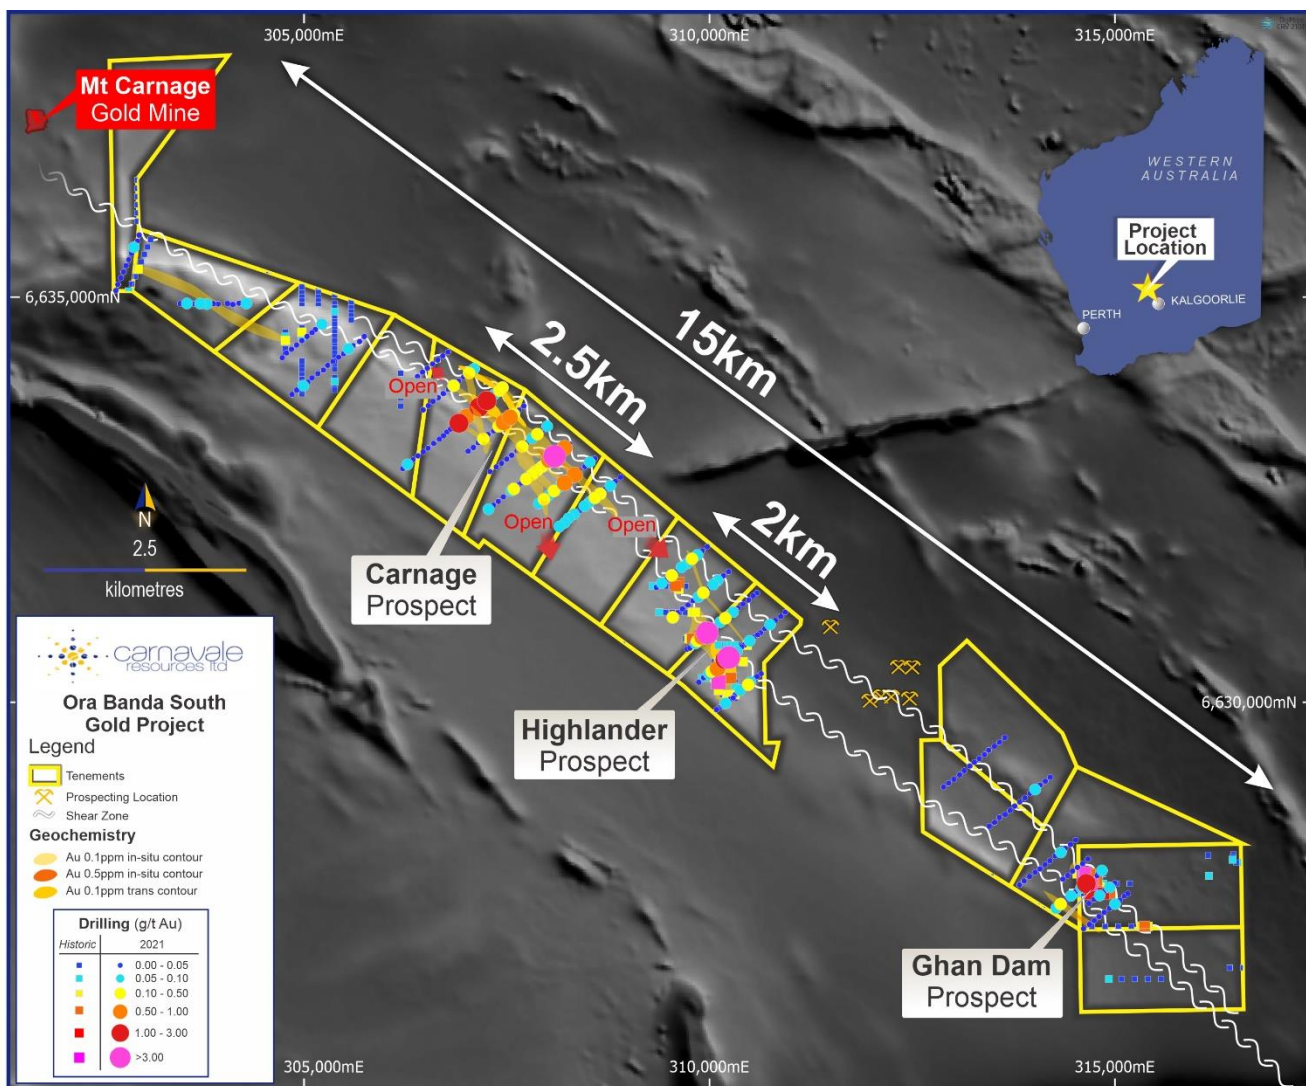 305,000mE
310,000mE
315,000mE
Mt Carnage
Gold Mine
WESTERN
AUSTRALIA
Project
Location
KALGOORLIE
PERTH
6,635,000mN
15km
2.5km
Open
Open
Open
2km
N
2.5
kilometres
Carnage
Prospect
6,630,000mN
Highlander
Prospect
Ghan Dam
Prospect
carnavale
resources ltd
Ora Banda South
Gold Project
Legend
Tenements
Prospecting Location
Shear Zone
Geochemistry
Au 0.1ppm in-situ contour
Au 0.5ppm in-situ contour
Au 0.1ppm trans contour
Drilling (g/t Au)
Historic 2021
0.00 - 0.05
0.05 - 0.10
0.10 - 0.50
0.50 - 1.00
1.00 - 3.00
>3.00
305,000mE
310,000mE
315,000mE